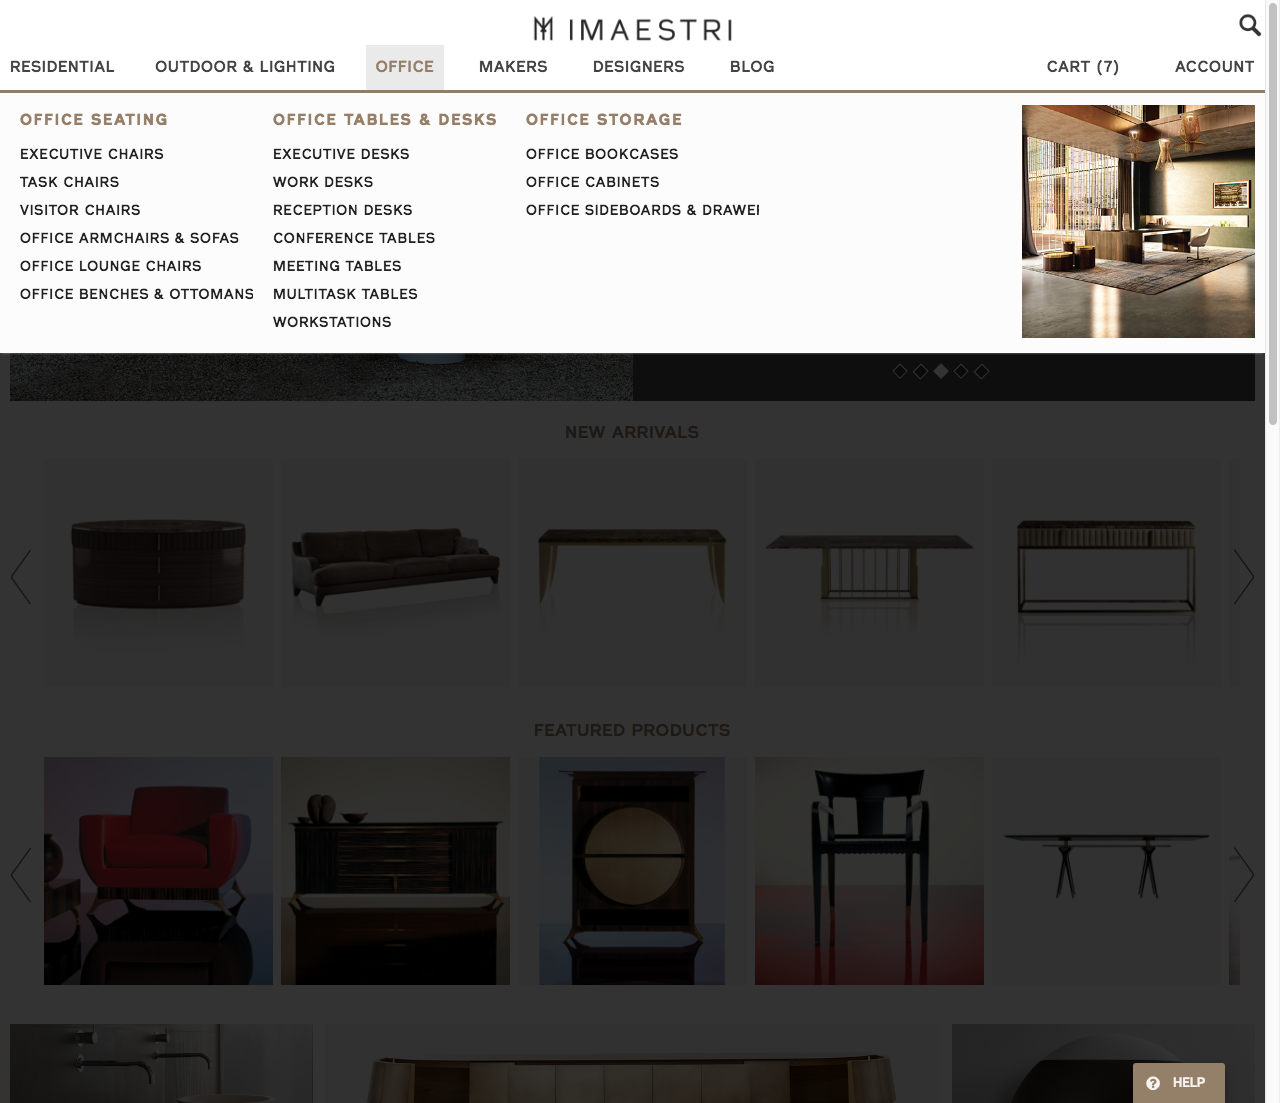 IMAESTRI
RESIDENTIAL OUTDOOR & LIGHTING OFFICE MAKERS DESIGNERS BLOG CART (7) ACCOUNT
OFFICE SEATING
EXECUTIVE CHAIRS
TASK CHAIRS
VISITOR CHAIRS
OFFICE ARMCHAIRS & SOFAS
OFFICE LOUNGE CHAIRS
OFFICE BENCHES & OTTOMANS
OFFICE TABLES & DESKS
EXECUTIVE DESKS
WORK DESKS
RECEPTION DESKS
CONFERENCE TABLES
MEETING TABLES
MULTITASK TABLES
WORKSTATIONS
OFFICE STORAGE
OFFICE BOOKCASES
OFFICE CABINETS
OFFICE SIDEBOARDS & DRAWE
NEW ARRIVALS
FEATURED PRODUCTS
HELP